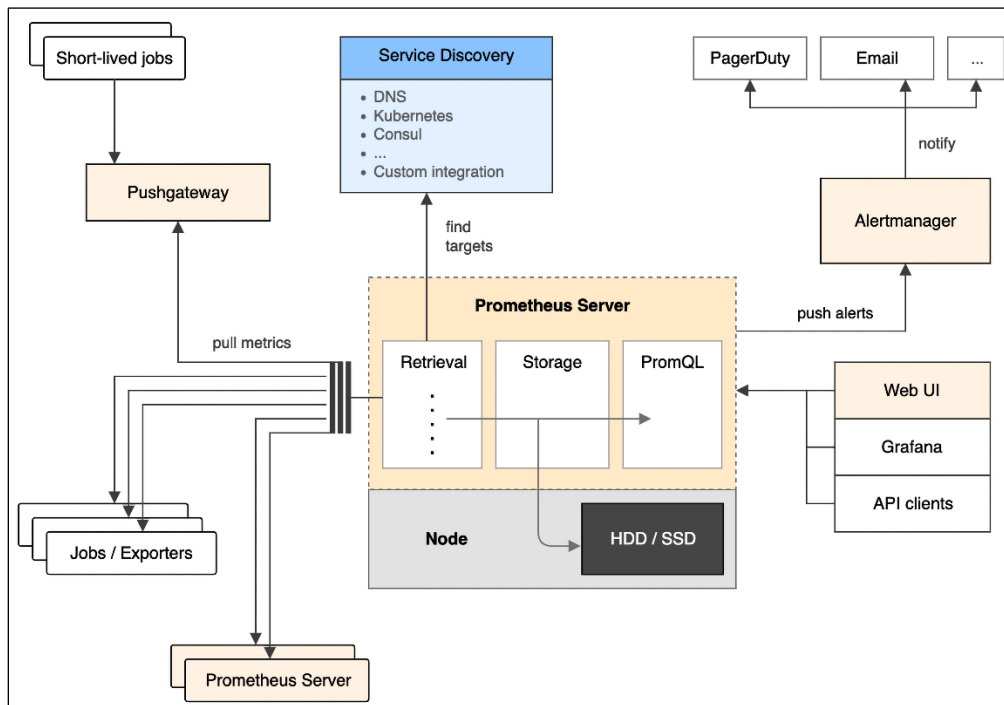 Short-lived jobs
Service Discovery
• DNS
• Kubernetes
• Consul
• ...
• Custom integration
PagerDuty
Email
...
notify
Pushgateway
Alertmanager
find
targets
pull metrics
Prometheus Server
Retrieval
Storage
PromQL
push alerts
Web UI
Grafana
API clients
Node
HDD / SSD
Jobs / Exporters
Prometheus Server